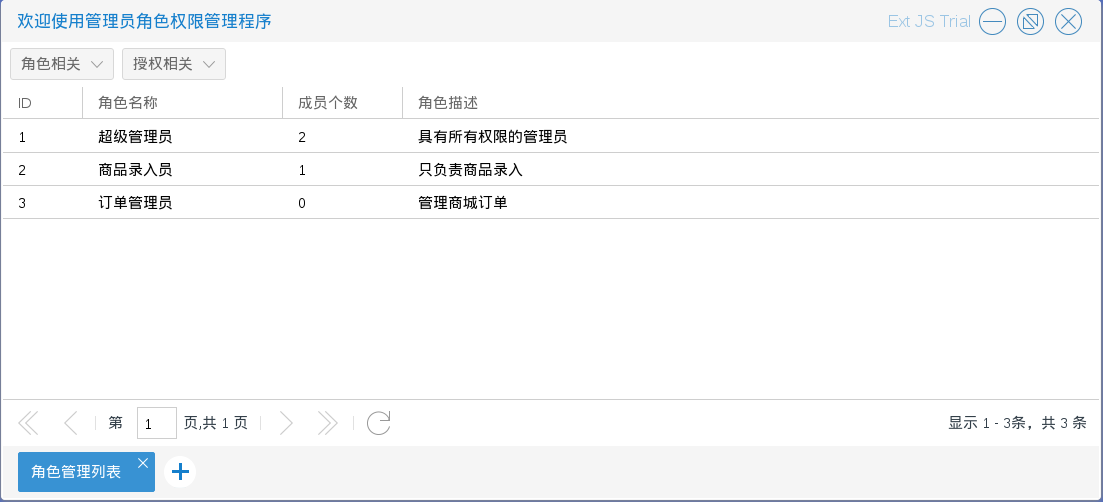 欢迎使用管理员角色权限管理程序 Ext JS Trial
角色相关 授权相关
ID 角色名称 成员个数 角色描述
1 超级管理员 2 具有所有权限的管理员
2 商品录入员 1 只负责商品录入
3 订单管理员 0 管理商城订单
第 1 页,共 1 页 显示 1 - 3条，共 3 条
角色管理列表